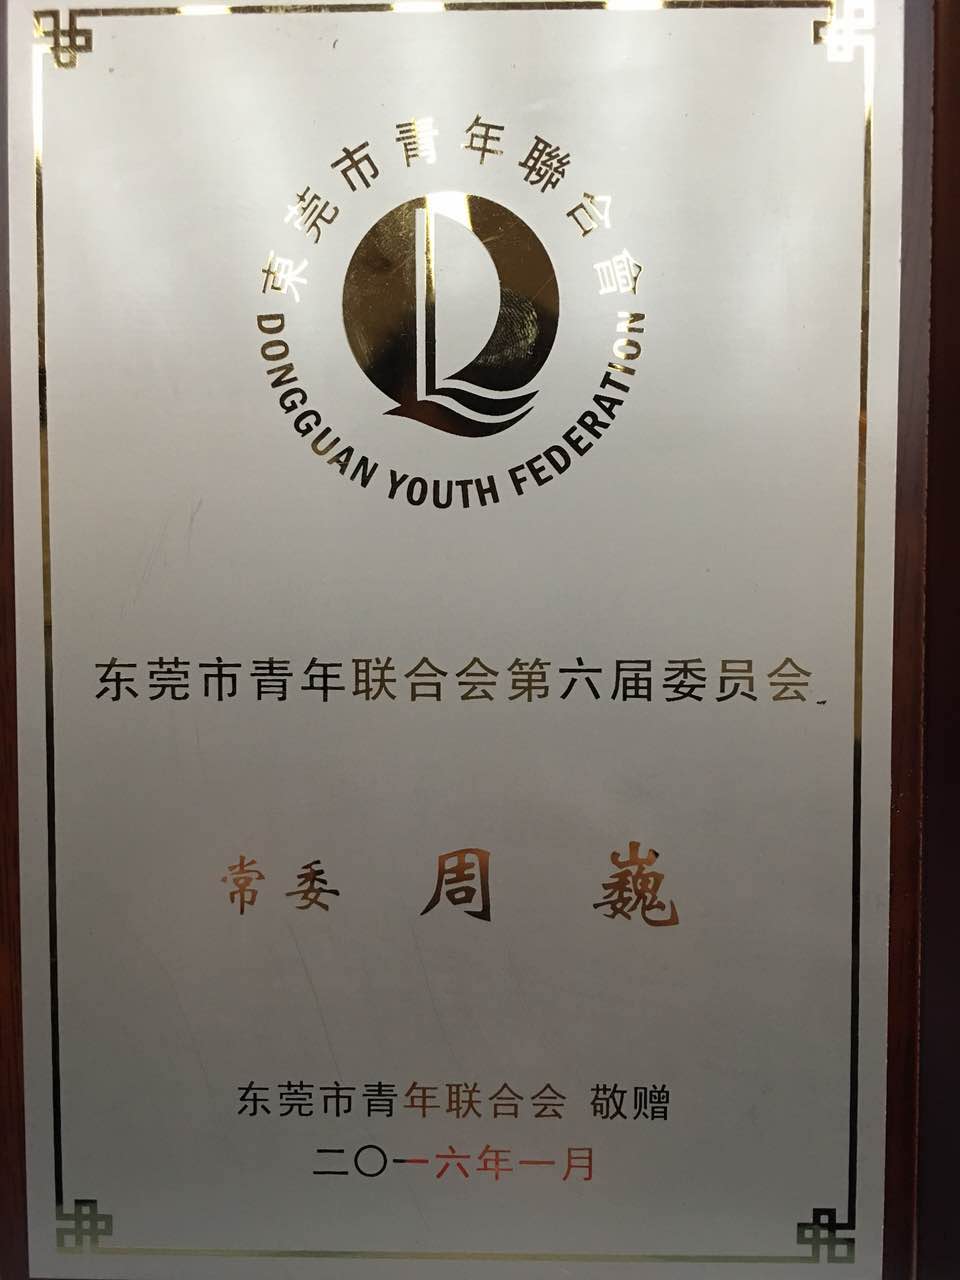 東莞市青年聯合會
DONGGUAN YOUTH FEDERATION
东莞市青年联合会第六届委员会
常委 周 巍
东莞市青年联合会 敬赠
二〇一六年一月